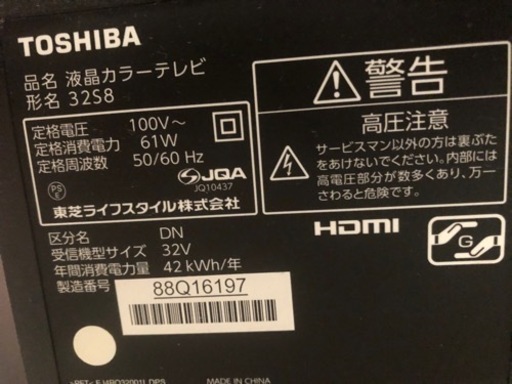 TOSHIBA
品名 液晶カラーテレビ
形名 32S8
定格電圧 100V～
定格消費電力 61W
定格周波数 50/60 Hz
PS
E
JQA
JQ10437
東芝ライフスタイル株式会社
区分名 DN
受信機型サイズ 32V
年間消費電力量 42 kWh/年
製造番号
88Q16197
警告
高圧注意
サービスマン以外の方は裏ぶた
をあけないでください。内部には
高電圧部分が数多くあり、万一
さわると危険です。
HDMI
G
MADE IN CHINA